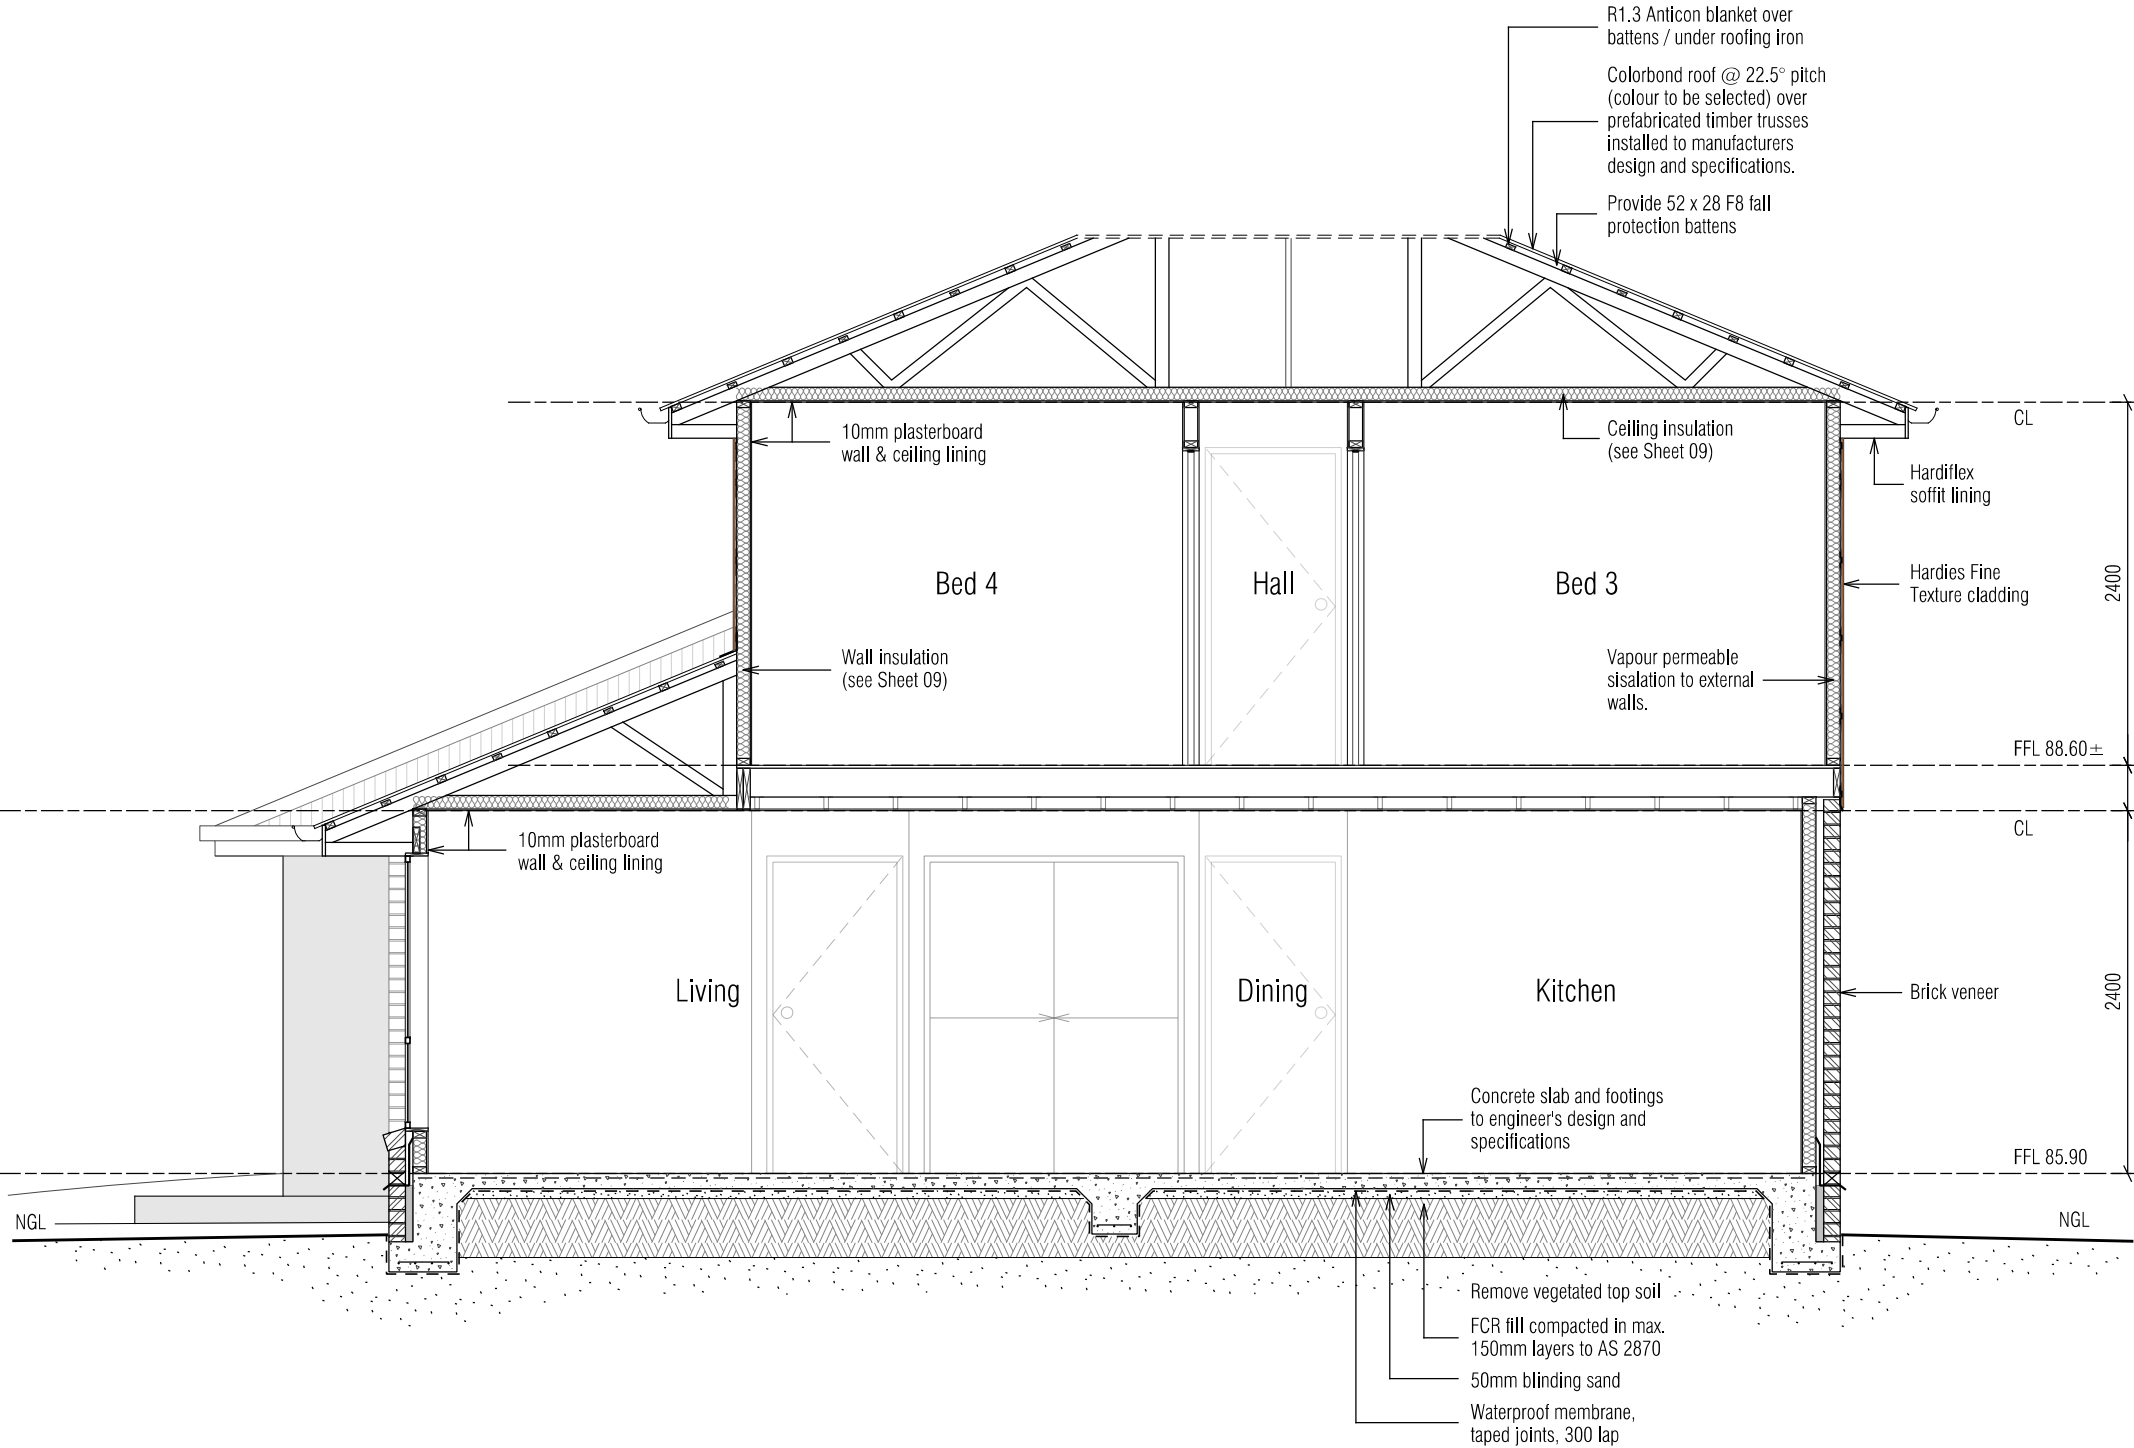 R1.3 Anticon blanket over
battens / under roofing iron
Colorbond roof @ 22.5° pitch
(colour to be selected) over
prefabricated timber trusses
installed to manufacturers
design and specifications.
Provide 52 x 28 F8 fall
protection battens
10mm plasterboard
wall & ceiling lining
Ceiling insulation
(see Sheet 09)
CL
Hardiflex
soffit lining
Bed 4
Hall
Bed 3
Hardies Fine
Texture cladding
2400
Wall insulation
(see Sheet 09)
Vapour permeable
sisalation to external
walls.
FFL 88.60±
10mm plasterboard
wall & ceiling lining
CL
Living
Dining
Kitchen
Brick veneer
2400
Concrete slab and footings
to engineer's design and
specifications
FFL 85.90
NGL
NGL
Remove vegetated top soil
FCR fill compacted in max.
150mm layers to AS 2870
50mm blinding sand
Waterproof membrane,
taped joints, 300 lap